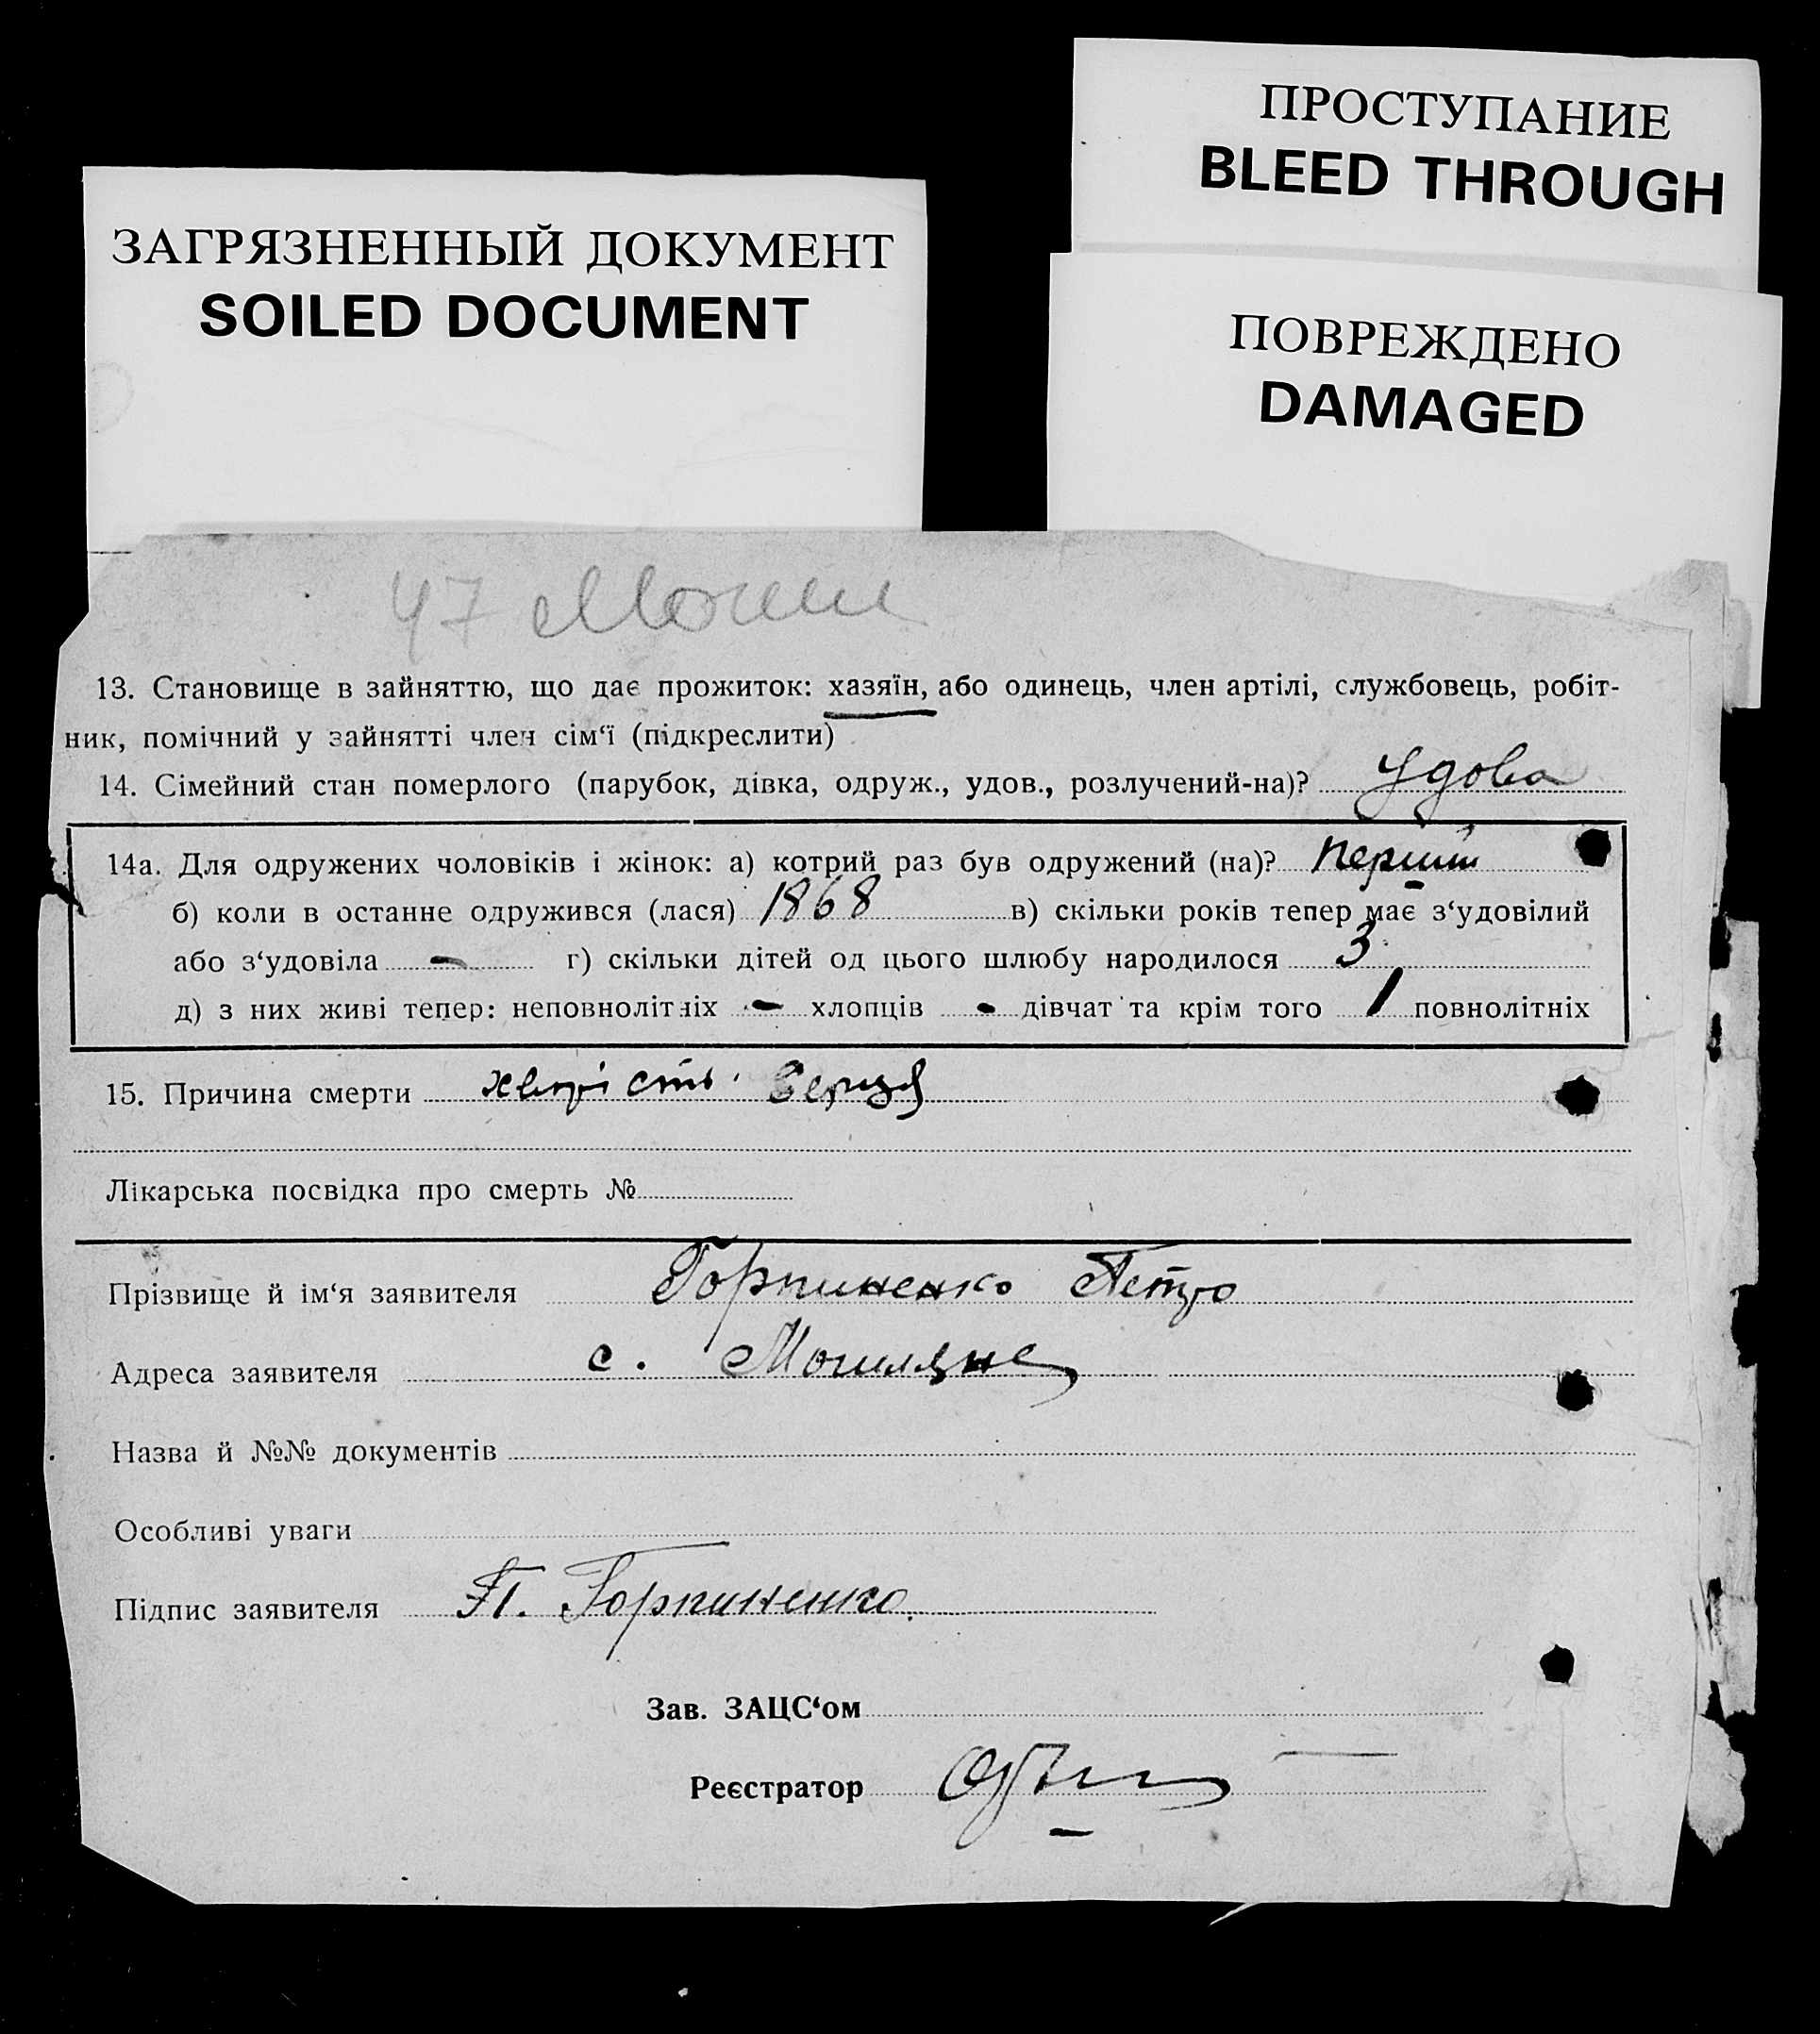 ПРОСТУПАНИЕ
BLEED THROUGH
ЗАГРЯЗНЕННЫЙ ДОКУМЕНТ
SOILED DOCUMENT
ПОВРЕЖДЕНО
DAMAGED
47
13. Становище в зайняттю, що дає прожиток: хазяїн, або одинець, член артілі, службовець, робіт-
ник, помічний у зайнятті член сім‘ї (підкреслити)
14. Сімейний стан померлого (парубок, дівка, одруж., удов., розлучений-на)? Удова
14а. Для одружених чоловіків і жінок: а) котрий раз був одружений (на)?
б) коли в останне одружився (лася) 1868 в) скільки років тепер має з‘удовілий
або з‘удовіла - г) скільки дітей од цього шлюбу народилося 3
д) з них живі тепер: неповнолітніх - хлопців - дівчат та крім того 1 повнолітніх
15. Причина смерти хворість серця
Лікарська посвідка про смерть №
Прізвище й ім‘я заявителя Горпиненко Петро
Адреса заявителя с. Могиляне
Назва й №№ документів
Особливі уваги
Підпис заявителя П. Горпиненко.
Зав. ЗАЦС‘ом
Реєстратор